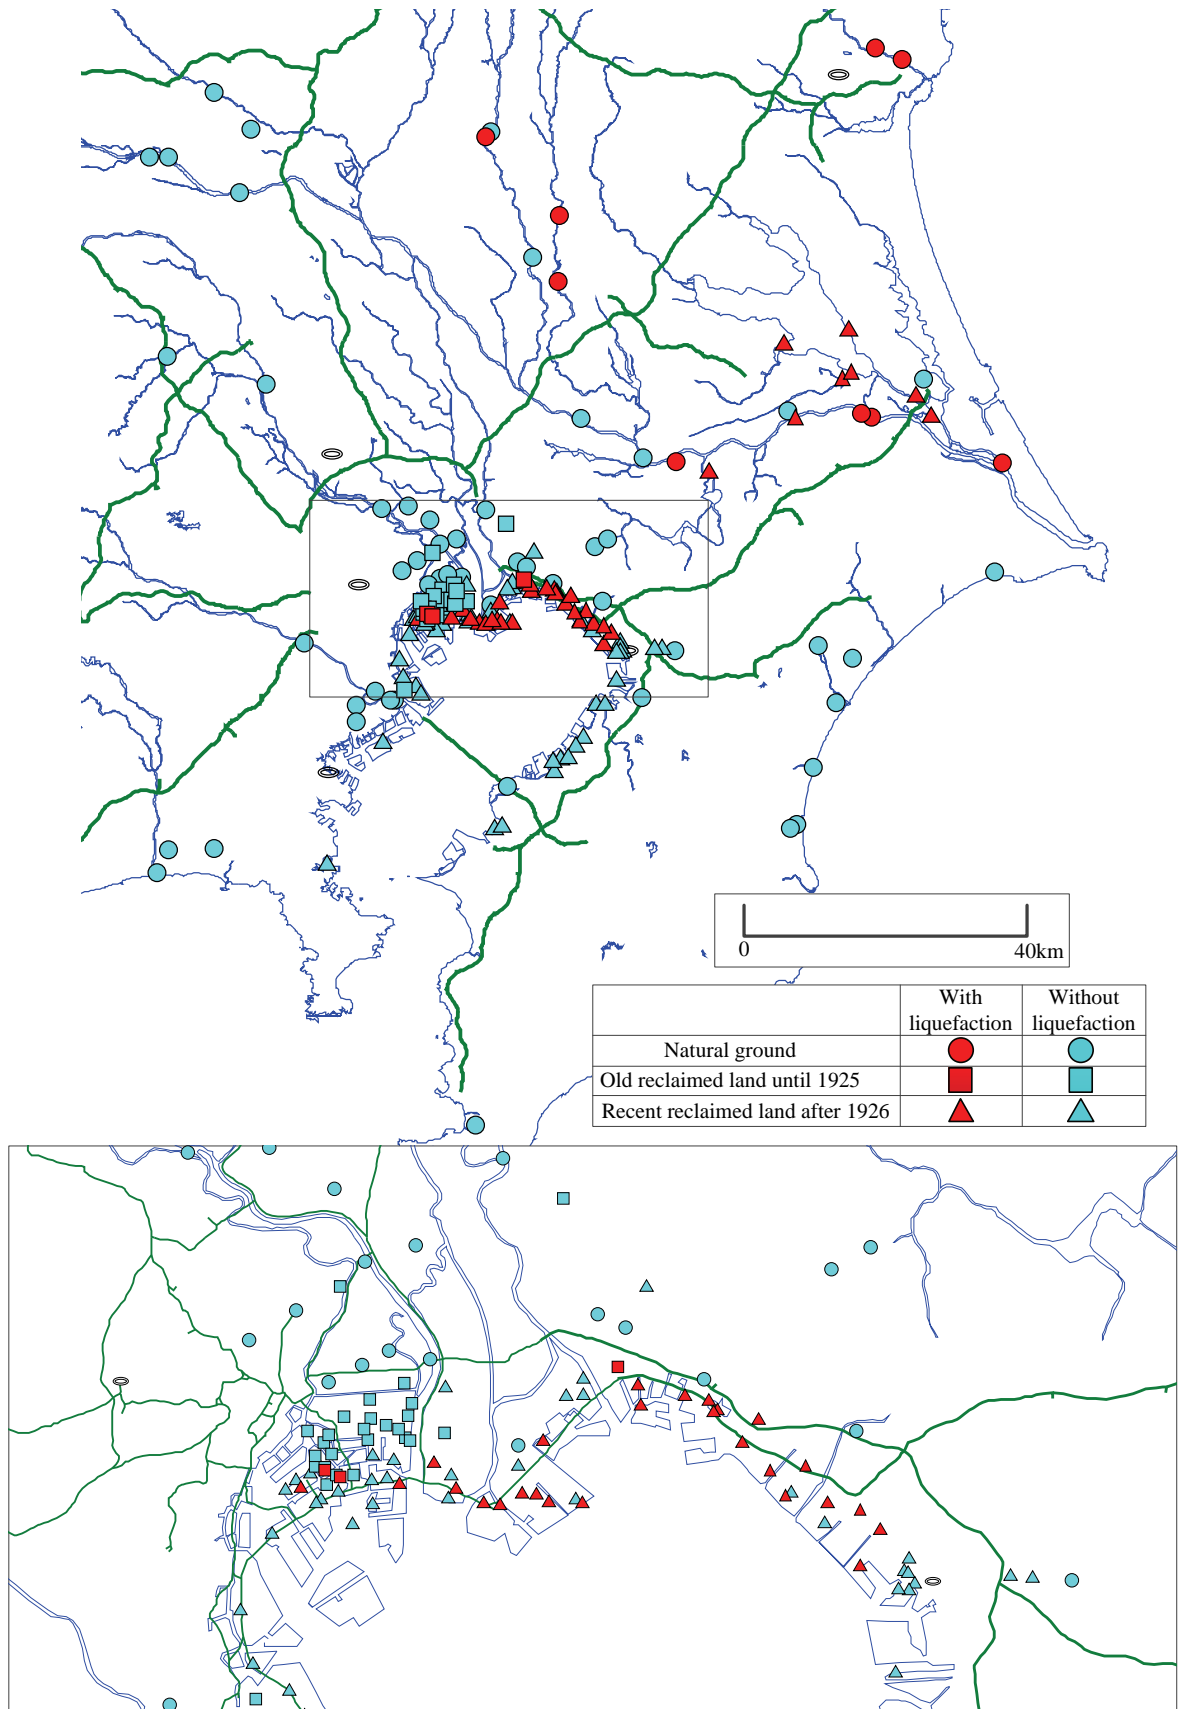 0 40km
With Without
liquefaction liquefaction
Natural ground
Old reclaimed land until 1925
Recent reclaimed land after 1926